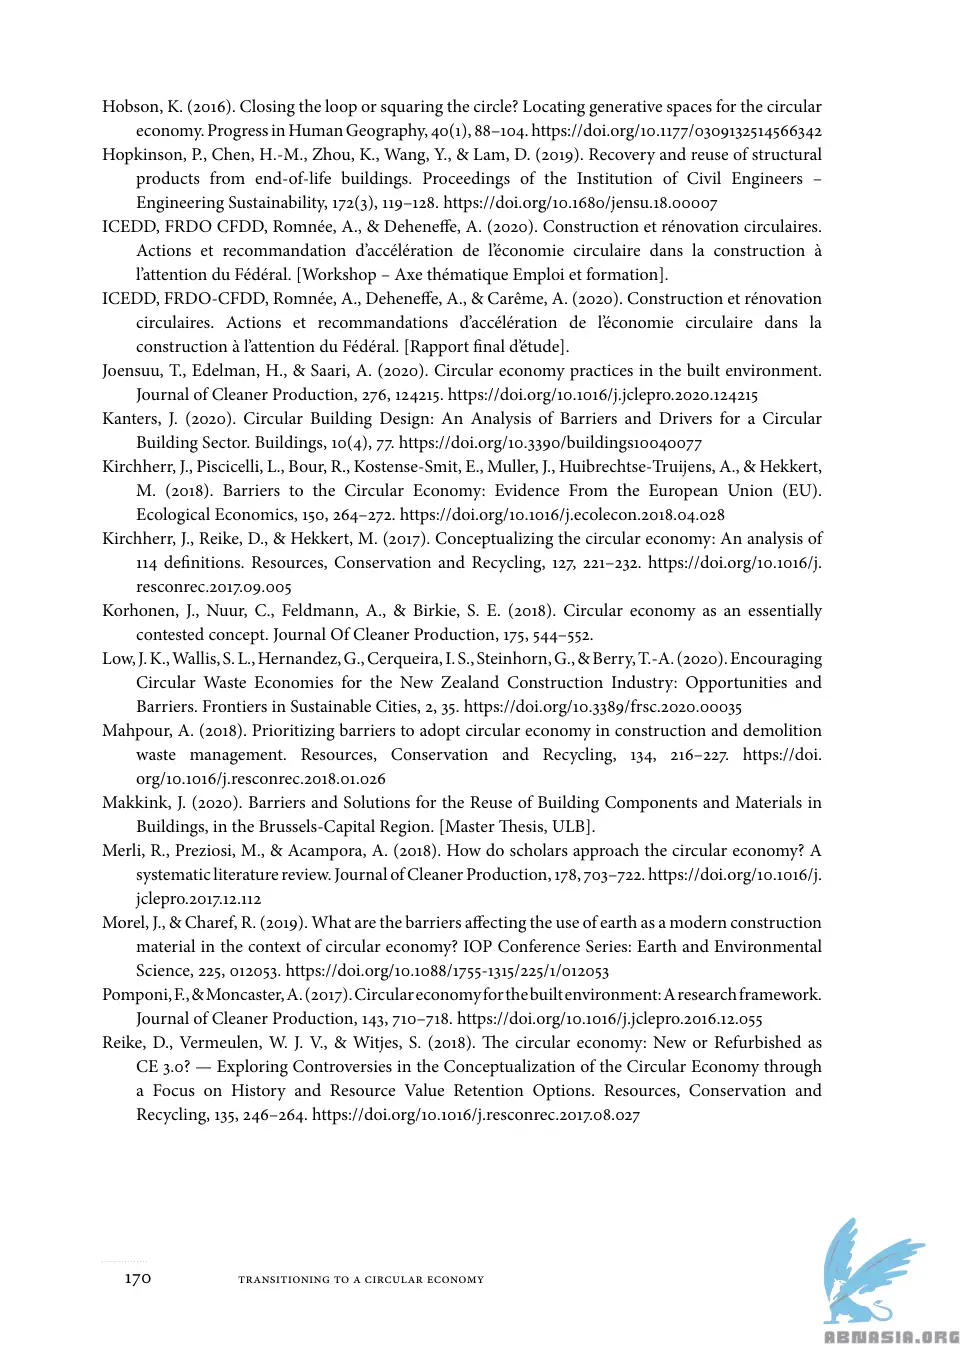 Hobson, K. (2016). Closing the loop or squaring the circle? Locating generative spaces for the circular
economy. Progress in Human Geography, 40(1), 88–104. https://doi.org/10.1177/0309132514566342
Hopkinson, P., Chen, H.-M., Zhou, K., Wang, Y., & Lam, D. (2019). Recovery and reuse of structural
products from end-of-life buildings. Proceedings of the Institution of Civil Engineers –
Engineering Sustainability, 172(3), 119–128. https://doi.org/10.1680/jensu.18.00007
ICEDD, FRDO CFDD, Romnée, A., & Deheneffe, A. (2020). Construction et rénovation circulaires.
Actions et recommandation d’accélération de l’économie circulaire dans la construction à
l’attention du Fédéral. [Workshop – Axe thématique Emploi et formation].
ICEDD, FRDO-CFDD, Romnée, A., Deheneffe, A., & Carême, A. (2020). Construction et rénovation
circulaires. Actions et recommandations d’accélération de l’économie circulaire dans la
construction à l’attention du Fédéral. [Rapport final d’étude].
Joensuu, T., Edelman, H., & Saari, A. (2020). Circular economy practices in the built environment.
Journal of Cleaner Production, 276, 124215. https://doi.org/10.1016/j.jclepro.2020.124215
Kanters, J. (2020). Circular Building Design: An Analysis of Barriers and Drivers for a Circular
Building Sector. Buildings, 10(4), 77. https://doi.org/10.3390/buildings10040077
Kirchherr, J., Piscicelli, L., Bour, R., Kostense-Smit, E., Muller, J., Huibrechtse-Truijens, A., & Hekkert,
M. (2018). Barriers to the Circular Economy: Evidence From the European Union (EU).
Ecological Economics, 150, 264–272. https://doi.org/10.1016/j.ecolecon.2018.04.028
Kirchherr, J., Reike, D., & Hekkert, M. (2017). Conceptualizing the circular economy: An analysis of
114 definitions. Resources, Conservation and Recycling, 127, 221–232. https://doi.org/10.1016/j.
resconrec.2017.09.005
Korhonen, J., Nuur, C., Feldmann, A., & Birkie, S. E. (2018). Circular economy as an essentially
contested concept. Journal Of Cleaner Production, 175, 544–552.
Low, J. K., Wallis, S. L., Hernandez, G., Cerqueira, I. S., Steinhorn, G., & Berry, T.-A. (2020). Encouraging
Circular Waste Economies for the New Zealand Construction Industry: Opportunities and
Barriers. Frontiers in Sustainable Cities, 2, 35. https://doi.org/10.3389/frsc.2020.00035
Mahpour, A. (2018). Prioritizing barriers to adopt circular economy in construction and demolition
waste management. Resources, Conservation and Recycling, 134, 216–227. https://doi.
org/10.1016/j.resconrec.2018.01.026
Makkink, J. (2020). Barriers and Solutions for the Reuse of Building Components and Materials in
Buildings, in the Brussels-Capital Region. [Master Thesis, ULB].
Merli, R., Preziosi, M., & Acampora, A. (2018). How do scholars approach the circular economy? A
systematic literature review. Journal of Cleaner Production, 178, 703–722. https://doi.org/10.1016/j.
jclepro.2017.12.112
Morel, J., & Charef, R. (2019). What are the barriers affecting the use of earth as a modern construction
material in the context of circular economy? IOP Conference Series: Earth and Environmental
Science, 225, 012053. https://doi.org/10.1088/1755-1315/225/1/012053
Pomponi, F., & Moncaster, A. (2017). Circular economy for the built environment: A research framework.
Journal of Cleaner Production, 143, 710–718. https://doi.org/10.1016/j.jclepro.2016.12.055
Reike, D., Vermeulen, W. J. V., & Witjes, S. (2018). The circular economy: New or Refurbished as
CE 3.0? — Exploring Controversies in the Conceptualization of the Circular Economy through
a Focus on History and Resource Value Retention Options. Resources, Conservation and
Recycling, 135, 246–264. https://doi.org/10.1016/j.resconrec.2017.08.027
170 TRANSITIONING TO A CIRCULAR ECONOMY
ABNASIA.ORG